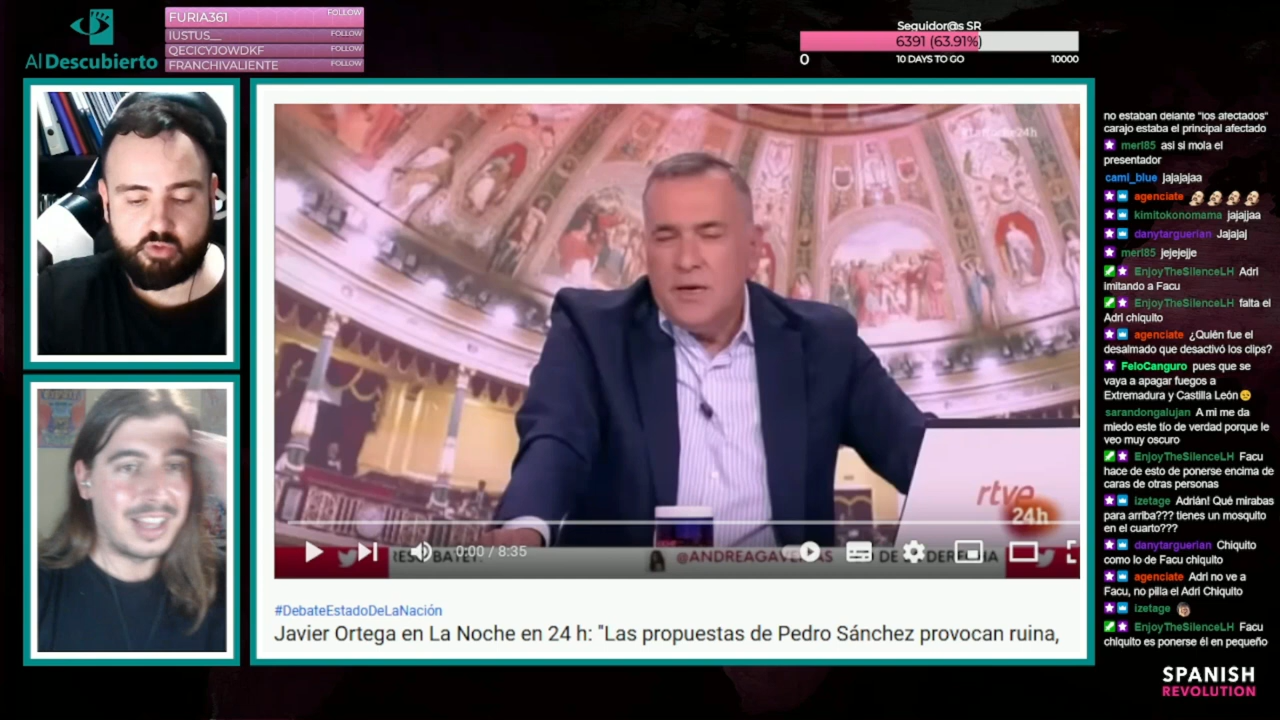 FURIA361 FOLLOW
IUSTUS__ FOLLOW
QECICYJOWDKF FOLLOW
FRANCHIVALIENTE FOLLOW
Al Descubierto
Seguidor@s SR
6391 (63.91%)
0 10 DAYS TO GO 10000
0:00 / 8:35
rtve
24h
@ANDREAGAVE
#DebateEstadoDeLaNación
Javier Ortega en La Noche en 24 h: "Las propuestas de Pedro Sánchez provocan ruina,
no estaban delante "los afectados"
carajo estaba el principal afectado
merl85 asi si mola el
presentador
cami_blue jajajajaa
agenciate
kimitokonomama jajajjaa
danytarguerian Jajajaj
merl85 jejejejje
EnjoyTheSilenceLH Adri
imitando a Facu
EnjoyTheSilenceLH falta el
Adri chiquito
agenciate ¿Quién fue el
desalmado que desactivó los clips?
FeloCanguro pues que se
vaya a apagar fuegos a
Extremadura y Castilla León
sarandongalujan A mi me da
miedo este tío de verdad porque le
veo muy oscuro
EnjoyTheSilenceLH Facu
hace de esto de ponerse encima de
caras de otras personas
izetage Adrián! Qué mirabas
para arriba??? tienes un mosquito
en el cuarto???
danytarguerian Chiquito
como lo de Facu chiquito
agenciate Adri no ve a
Facu, no pilla el Adri Chiquito
izetage
EnjoyTheSilenceLH Facu
chiquito es ponerse él en pequeño
SPANISH
REVOLUTION